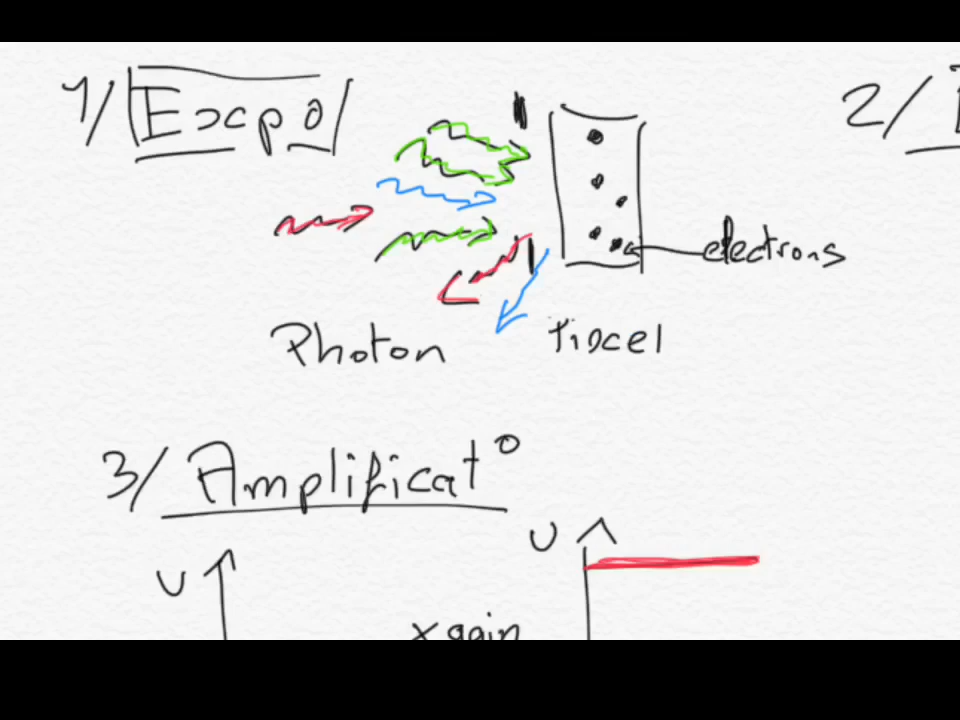 1/ Expo
2/
electrons
Photon
Pixel
3/ Amplificat°
U
U
x gain